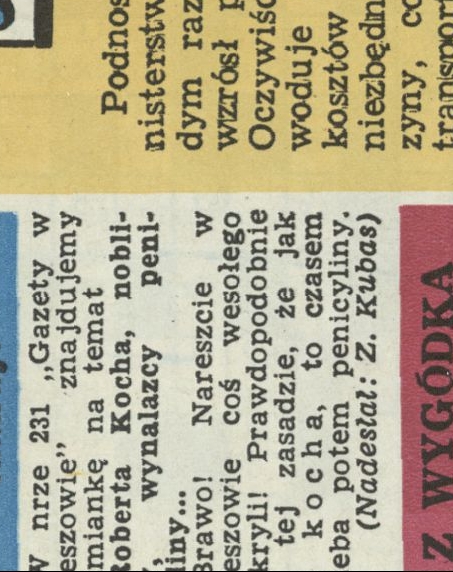 Podnos
nisterstw
dym raz
wzrósł p
Oczywiśc
woduje
kosztów
niezbędn
zyny, co
transport
w nrze 231 „Gazety w
eszowie” znajdujemy
miankę na temat
Roberta Kocha, nobli-
wynalazcy peni-
liny...
Brawo! Nareszcie w
eszowie coś wesołego
kryli! Prawdopodobnie
tej zasadzie, że jak
kocha, to czasem
eba potem penicyliny.
(Nadesłał: Z. Kubas)
Z WYGÓDKA